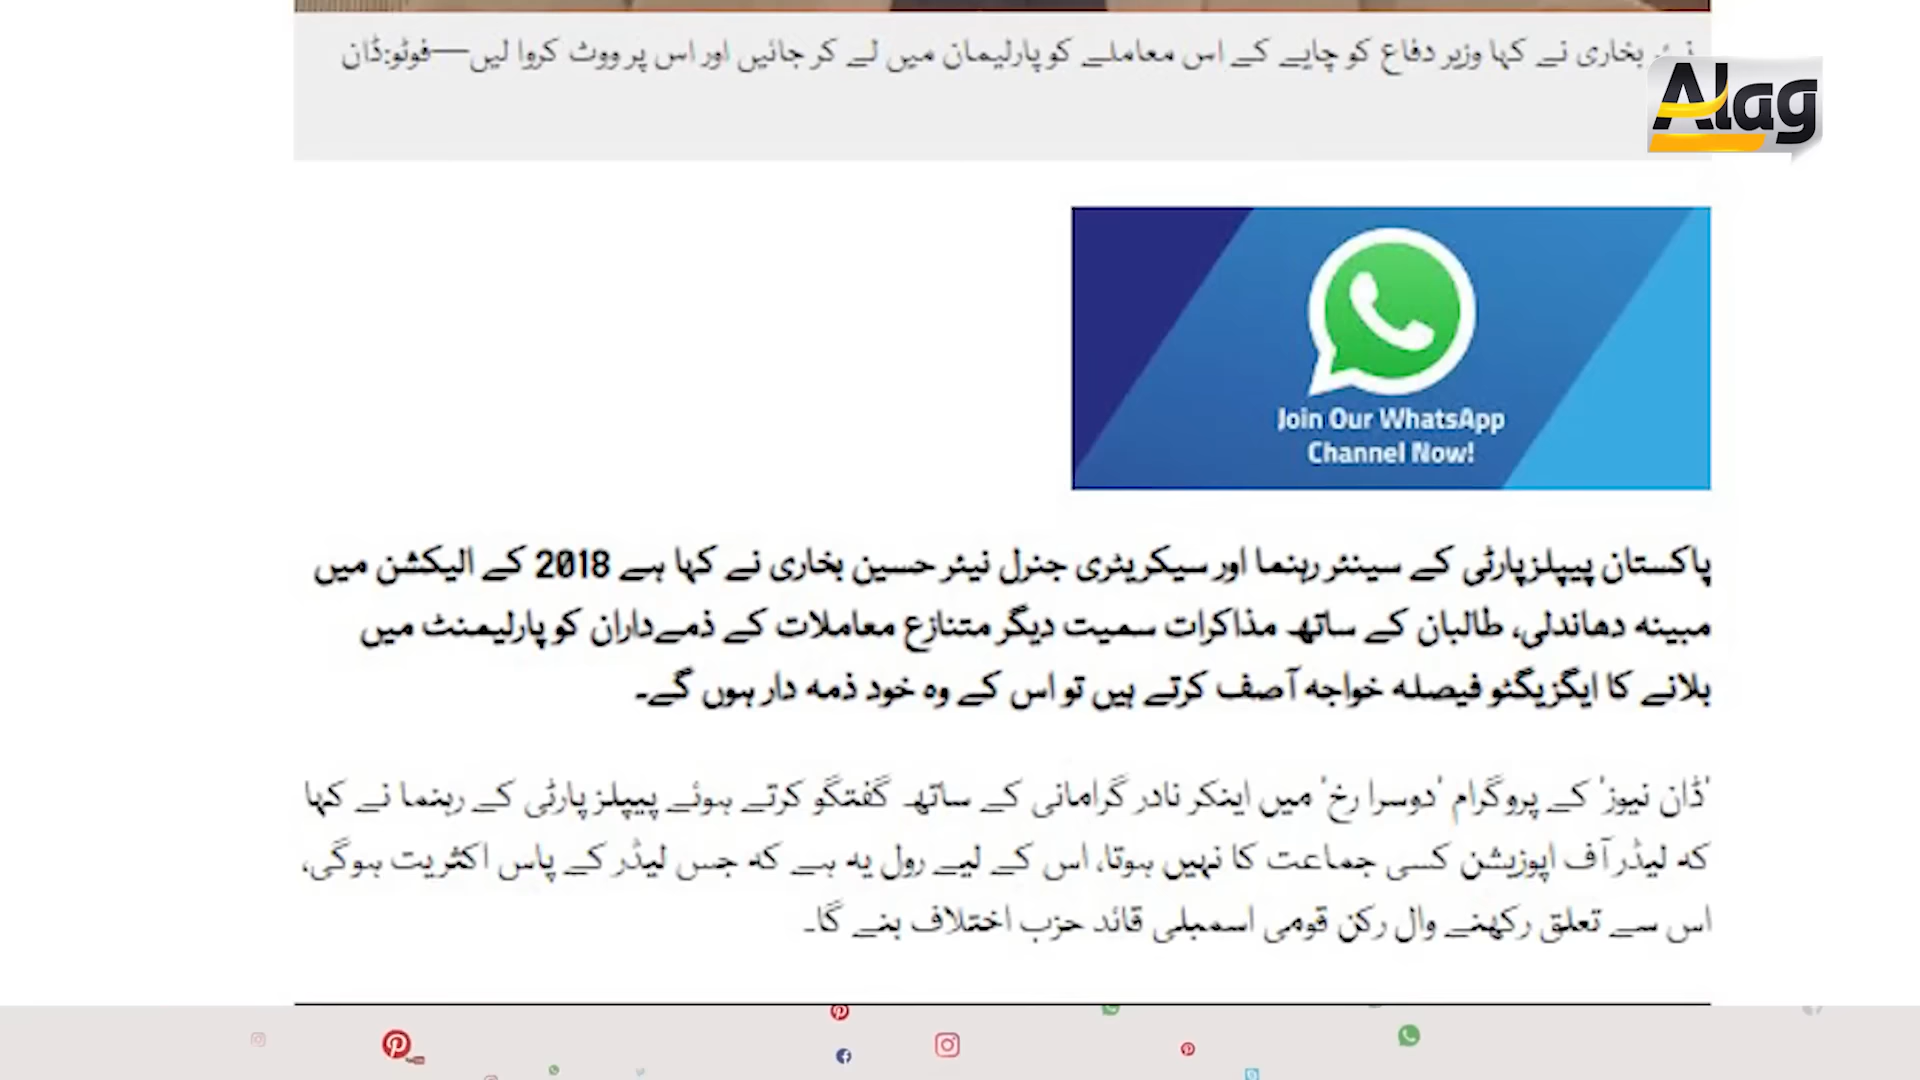 بخاری نے کہا وزیر دفاع کو چاہیے کے اس معاملے کو پارلیمان میں لے کر جائیں اور اس پر ووٹ کروا لیں—فوٹو:ڈان
Alag
Join Our WhatsApp
Channel Now!
پاکستان پیپلزپارٹی کے سینئر رہنما اور سیکریٹری جنرل نیئر حسین بخاری نے کہا ہے 2018 کے الیکشن میں
مبینہ دھاندلی، طالبان کے ساتھ مذاکرات سمیت دیگر متنازع معاملات کے ذمےداران کو پارلیمنٹ میں
بلانے کا ایگزیگٹو فیصلہ خواجہ آصف کرتے ہیں تو اس کے وہ خود ذمہ دار ہوں گے۔
'ڈان نیوز' کے پروگرام 'دوسرا رخ' میں اینکر نادر گرامانی کے ساتھ گفتگو کرتے ہوئے پیپلز پارٹی کے رہنما نے کہا
کہ لیڈر آف اپوزیشن کسی جماعت کا نہیں ہوتا، اس کے لیے رول یہ ہے کہ جس لیڈر کے پاس اکثریت ہوگی،
اس سے تعلق رکھنے وال رکن قومی اسمبلی قائد حزب اختلاف بنے گا۔